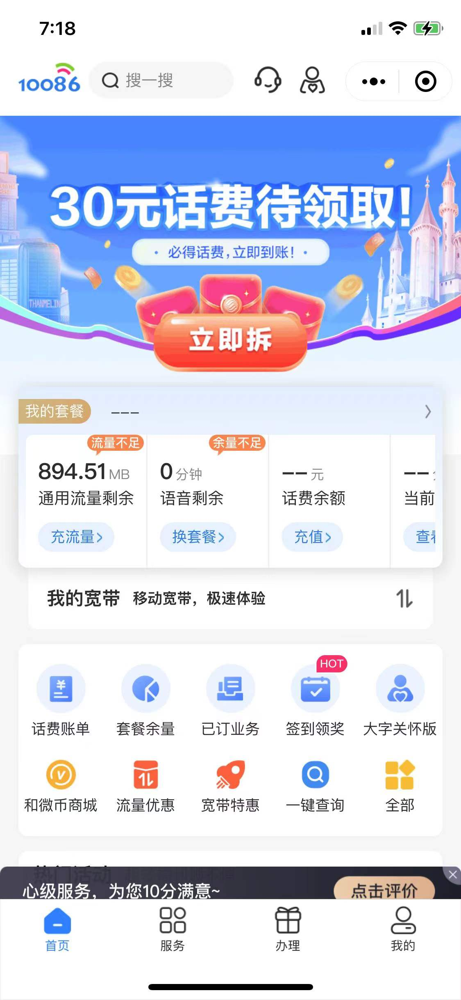 7:18
10086
搜一搜
30元话费待领取!
· 必得话费,立即到账! ·
THANMELIN
立即拆
我的套餐 ---
流量不足 余量不足
894.51MB 0分钟 --元 --
通用流量剩余 语音剩余 话费余额 当前
充流量> 换套餐> 充值> 查看
我的宽带 移动宽带，极速体验
HOT
话费账单 套餐余量 已订业务 签到领奖 大字关怀版
和微币商城 流量优惠 宽带特惠 一键查询 全部
热门活动
心级服务，为您10分满意~ 点击评价
首页 服务 办理 我的